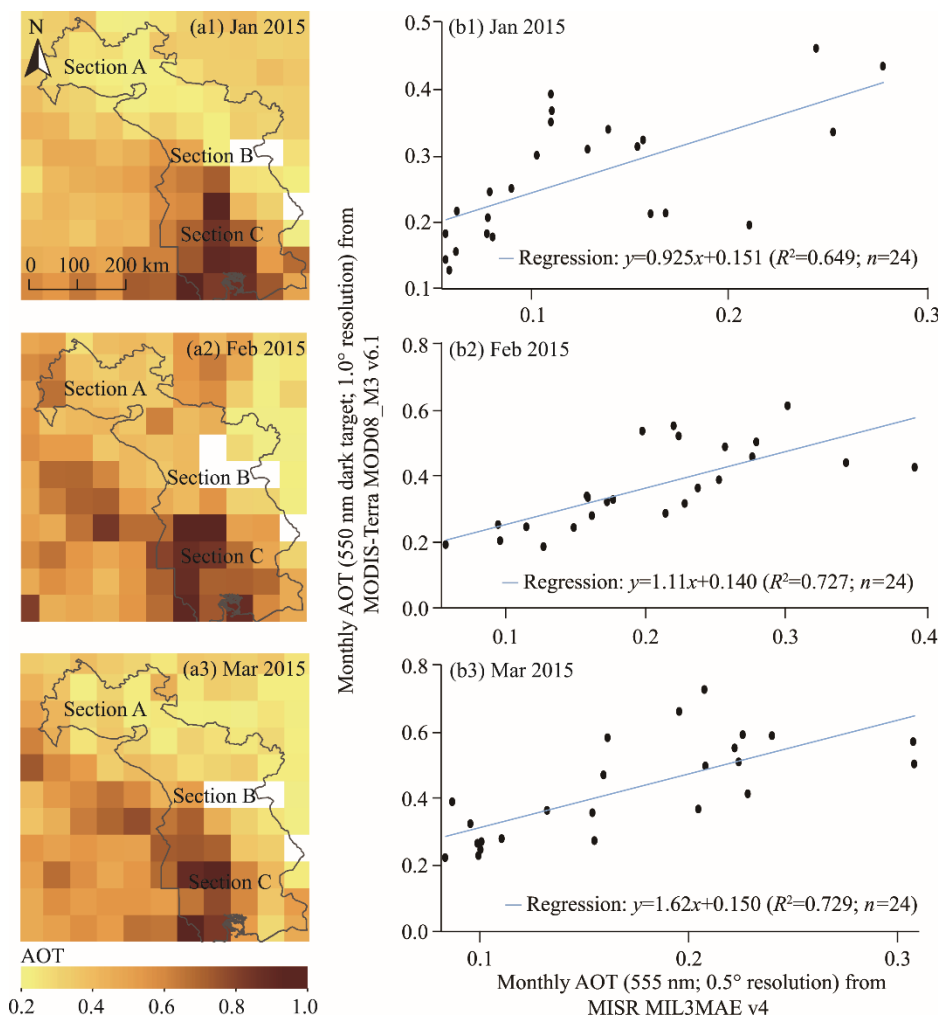 N
(a1) Jan 2015
Section A
Section B
Section C
0 100 200 km
(a2) Feb 2015
Section A
Section B
Section C
(a3) Mar 2015
Section A
Section B
Section C
AOT
0.2 0.4 0.6 0.8 1.0
Monthly AOT (550 nm dark target; 1.0° resolution) from
MODIS-Terra MOD08_M3 v6.1
(b1) Jan 2015
0.5
0.4
0.3
0.2
0.1
Regression: y=0.925x+0.151 (R²=0.649; n=24)
0.1 0.2 0.3
(b2) Feb 2015
0.8
0.6
0.4
0.2
0.0
Regression: y=1.11x+0.140 (R²=0.727; n=24)
0.1 0.2 0.3 0.4
(b3) Mar 2015
0.8
0.6
0.4
0.2
0.0
Regression: y=1.62x+0.150 (R²=0.729; n=24)
0.1 0.2 0.3
Monthly AOT (555 nm; 0.5° resolution) from
MISR MIL3MAE v4